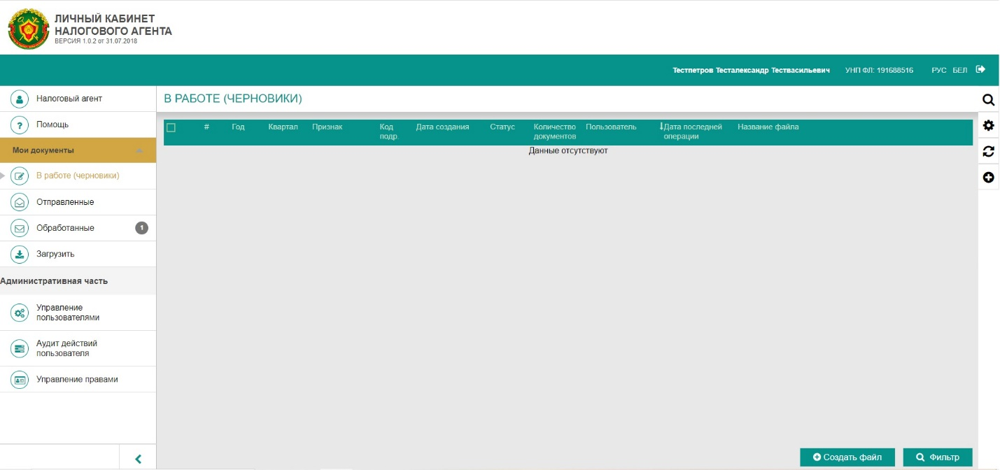 ЛИЧНЫЙ КАБИНЕТ
НАЛОГОВОГО АГЕНТА
ВЕРСИЯ 1.0.2 от 31.07.2018
Тестпетров Тесталександр Тествасильевич УНП ФЛ: 191688516 РУС БЕЛ
Налоговый агент
Помощь
Мои документы
В работе (черновики)
Отправленные
Обработанные 1
Загрузить
Административная часть
Управление
пользователями
Аудит действий
пользователя
Управление правами
В РАБОТЕ (ЧЕРНОВИКИ)
# Год Квартал Признак Код Дата создания Статус Количество Пользователь Дата последней Название файла
подр. документов операции
Данные отсутствуют
Создать файл Фильтр